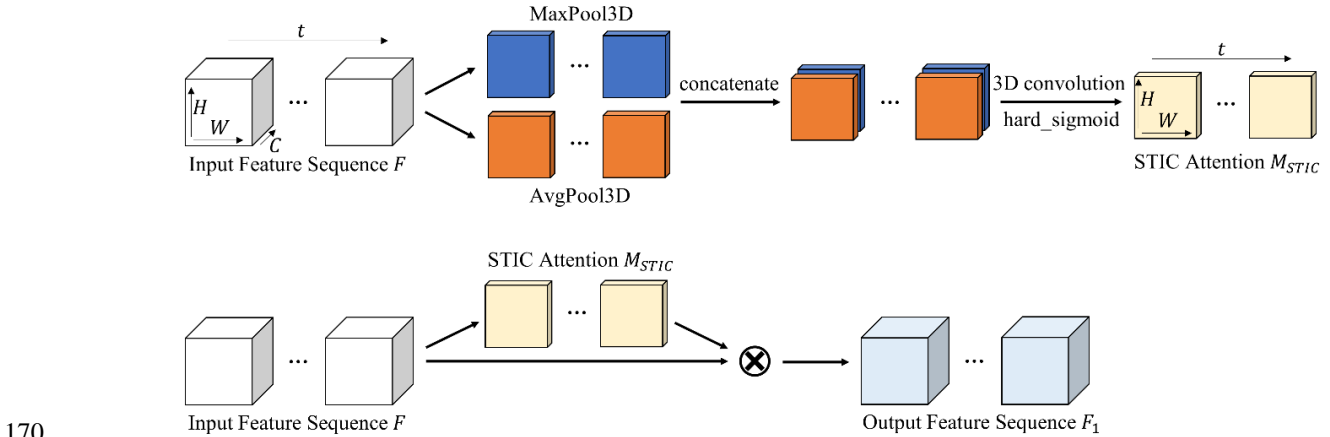 MaxPool3D
t
...
H
W
C
Input Feature Sequence F
...
...
AvgPool3D
concatenate
...
3D convolution
hard_sigmoid
t
H
W
...
STIC Attention M_STIC
STIC Attention M_STIC
...
...
Input Feature Sequence F
...
Output Feature Sequence F₁
170